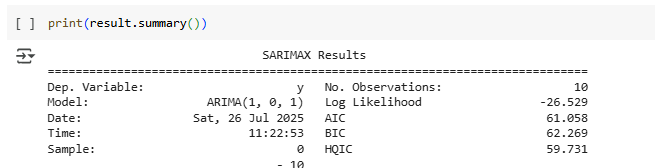 [ ] print(result.summary())
SARIMAX Results
==============================================================================
Dep. Variable: y No. Observations: 10
Model: ARIMA(1, 0, 1) Log Likelihood -26.529
Date: Sat, 26 Jul 2025 AIC 61.058
Time: 11:22:53 BIC 62.269
Sample: 0 HQIC 59.731
- 10